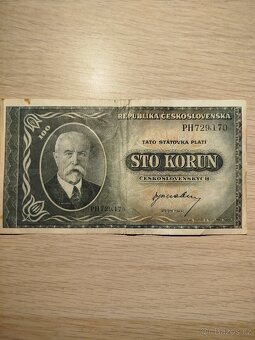 REPUBLIKA ČESKOSLOVENSKÁ
PH729.170
100
TATO STÁTOVKA PLATÍ
STO KORUN
ČESKOSLOVENSKÝCH
PH729.170